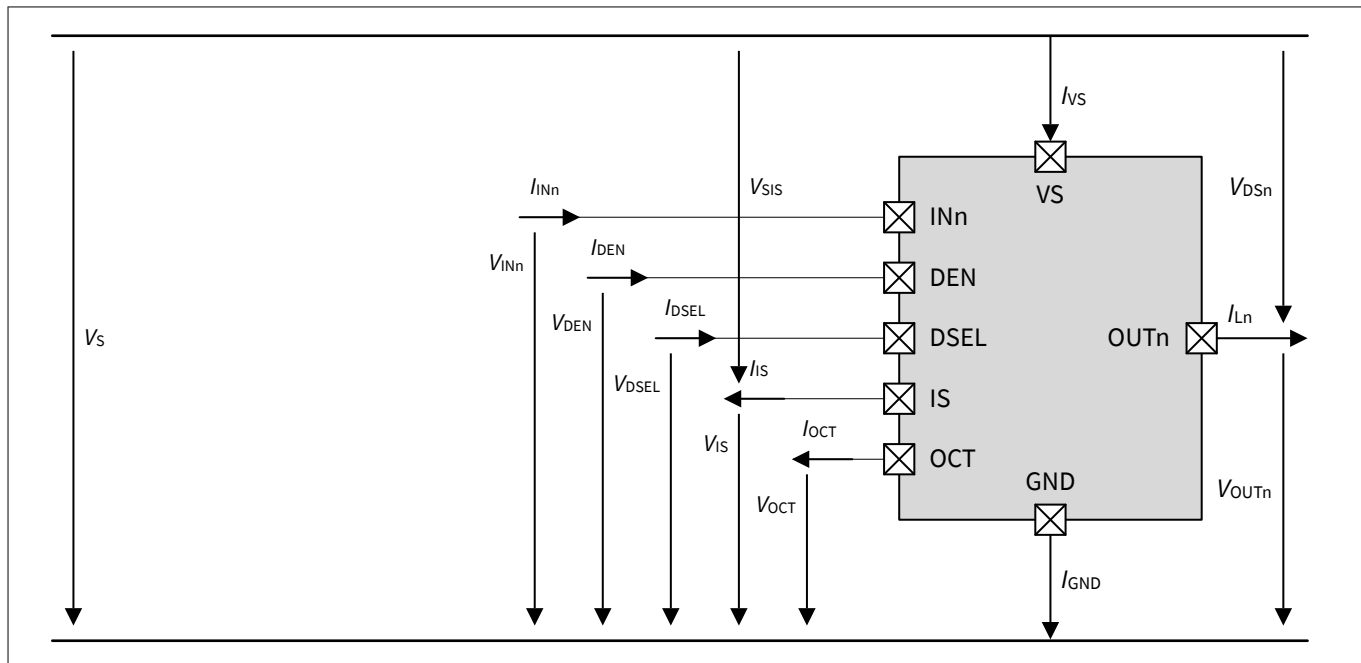 IVS
VS
IINn
VSIS
VDSn
INn
VINn
IDEN
DEN
VDEN
IDSEL
VS
DSEL
OUTn
ILn
VDSEL
IIS
IS
VIS
IOCT
OCT
GND
VOCT
VOUTn
IGND